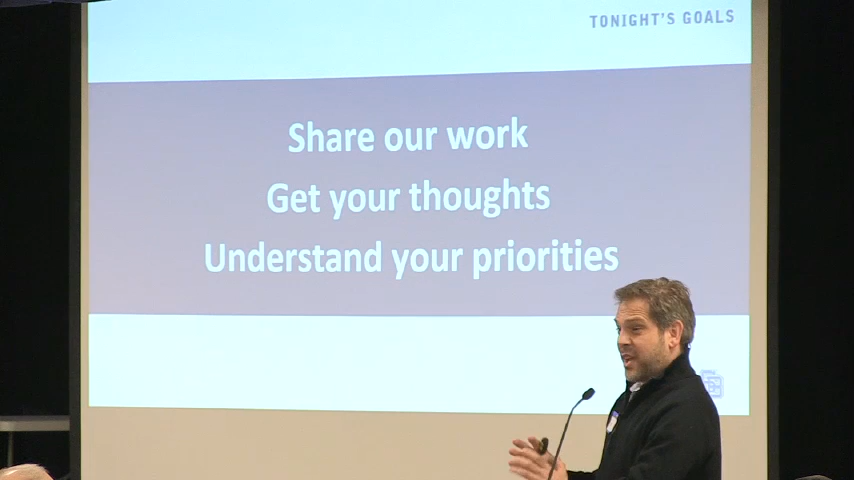 TONIGHT'S GOALS
Share our work
Get your thoughts
Understand your priorities